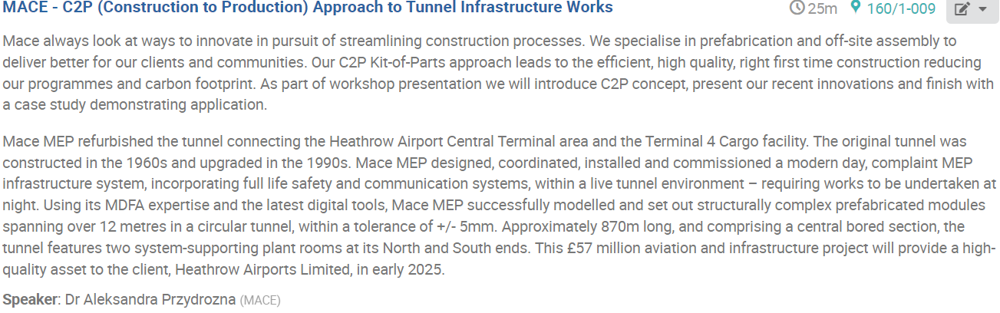 MACE - C2P (Construction to Production) Approach to Tunnel Infrastructure Works 25m 160/1-009
Mace always look at ways to innovate in pursuit of streamlining construction processes. We specialise in prefabrication and off-site assembly to
deliver better for our clients and communities. Our C2P Kit-of-Parts approach leads to the efficient, high quality, right first time construction reducing
our programmes and carbon footprint. As part of workshop presentation we will introduce C2P concept, present our recent innovations and finish with
a case study demonstrating application.
Mace MEP refurbished the tunnel connecting the Heathrow Airport Central Terminal area and the Terminal 4 Cargo facility. The original tunnel was
constructed in the 1960s and upgraded in the 1990s. Mace MEP designed, coordinated, installed and commissioned a modern day, complaint MEP
infrastructure system, incorporating full life safety and communication systems, within a live tunnel environment – requiring works to be undertaken at
night. Using its MDFA expertise and the latest digital tools, Mace MEP successfully modelled and set out structurally complex prefabricated modules
spanning over 12 metres in a circular tunnel, within a tolerance of +/- 5mm. Approximately 870m long, and comprising a central bored section, the
tunnel features two system-supporting plant rooms at its North and South ends. This £57 million aviation and infrastructure project will provide a high-
quality asset to the client, Heathrow Airports Limited, in early 2025.
Speaker: Dr Aleksandra Przydrozna (MACE)